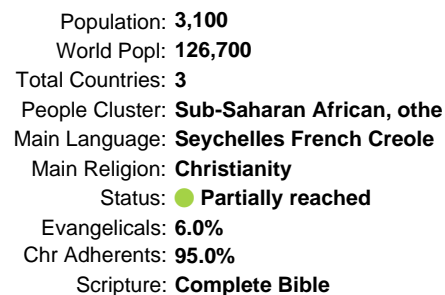 Population: 3,100
World Popl: 126,700
Total Countries: 3
People Cluster: Sub-Saharan African, othe
Main Language: Seychelles French Creole
Main Religion: Christianity
Status: Partially reached
Evangelicals: 6.0%
Chr Adherents: 95.0%
Scripture: Complete Bible